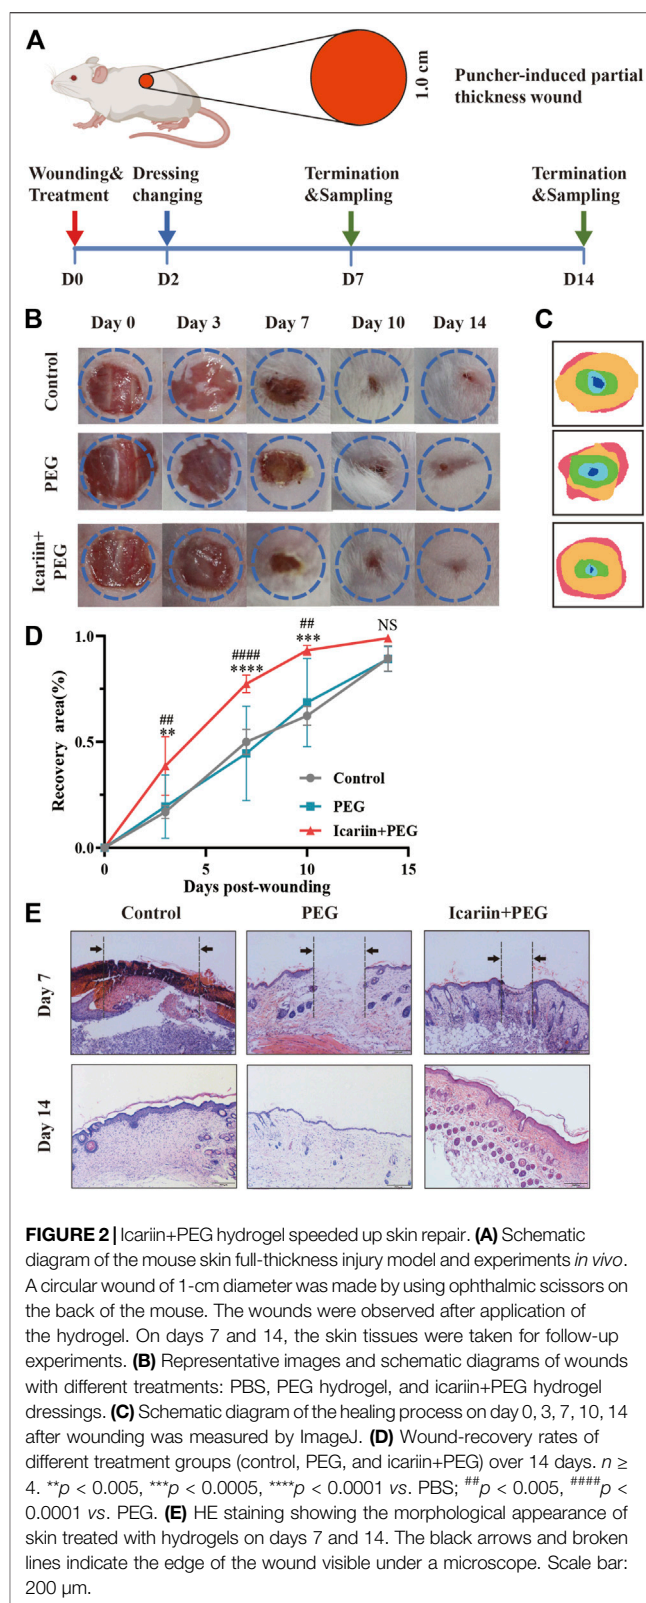 A
1.0 cm
Puncher-induced partial
thickness wound
Wounding&
Treatment
Dressing
changing
Termination
&Sampling
Termination
&Sampling
D0
D2
D7
D14
B
Day 0
Day 3
Day 7
Day 10
Day 14
C
Control
PEG
Icariin+
PEG
D
Recovery area(%)
1.0
0.5
0.0
##
**
####
****
##
***
NS
Control
PEG
Icariin+PEG
0
5
10
15
Days post-wounding
E
Control
PEG
Icariin+PEG
Day 7
Day 14
FIGURE 2 | Icariin+PEG hydrogel speeded up skin repair. (A) Schematic
diagram of the mouse skin full-thickness injury model and experiments in vivo.
A circular wound of 1-cm diameter was made by using ophthalmic scissors on
the back of the mouse. The wounds were observed after application of
the hydrogel. On days 7 and 14, the skin tissues were taken for follow-up
experiments. (B) Representative images and schematic diagrams of wounds
with different treatments: PBS, PEG hydrogel, and icariin+PEG hydrogel
dressings. (C) Schematic diagram of the healing process on day 0, 3, 7, 10, 14
after wounding was measured by ImageJ. (D) Wound-recovery rates of
different treatment groups (control, PEG, and icariin+PEG) over 14 days. n ≥
4. **p < 0.005, ***p < 0.0005, ****p < 0.0001 vs. PBS; ##p < 0.005, ####p <
0.0001 vs. PEG. (E) HE staining showing the morphological appearance of
skin treated with hydrogels on days 7 and 14. The black arrows and broken
lines indicate the edge of the wound visible under a microscope. Scale bar:
200 μm.